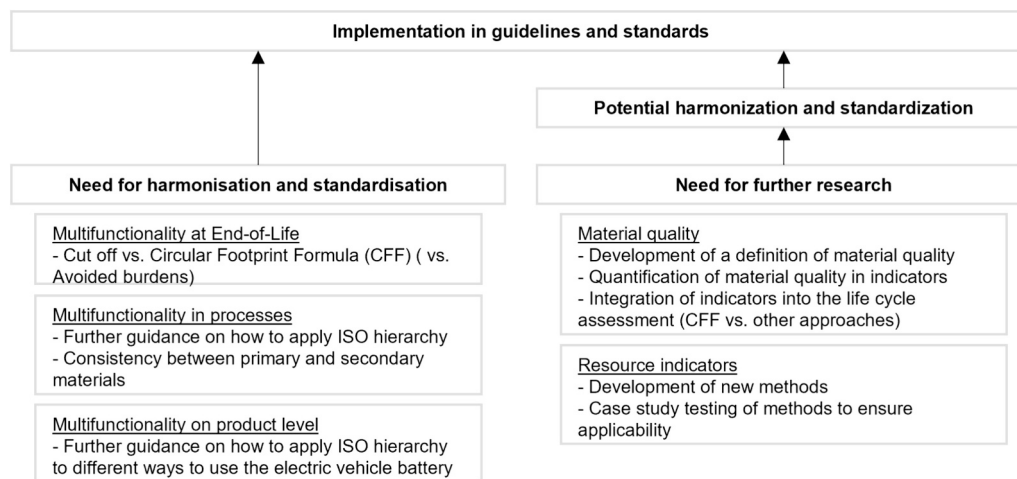 Implementation in guidelines and standards
Potential harmonization and standardization
Need for harmonisation and standardisation
Multifunctionality at End-of-Life
- Cut off vs. Circular Footprint Formula (CFF) ( vs.
Avoided burdens)
Multifunctionality in processes
- Further guidance on how to apply ISO hierarchy
- Consistency between primary and secondary
materials
Multifunctionality on product level
- Further guidance on how to apply ISO hierarchy
to different ways to use the electric vehicle battery
Need for further research
Material quality
- Development of a definition of material quality
- Quantification of material quality in indicators
- Integration of indicators into the life cycle
assessment (CFF vs. other approaches)
Resource indicators
- Development of new methods
- Case study testing of methods to ensure
applicability